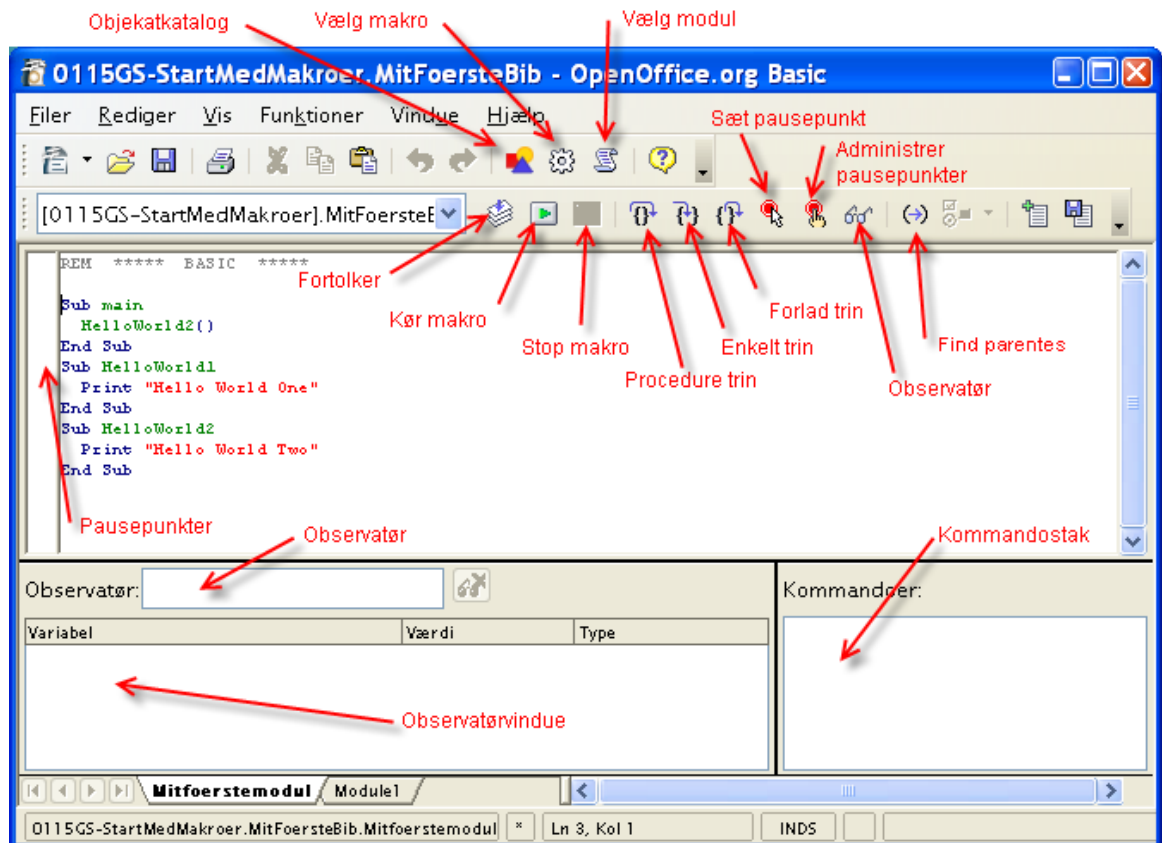 Objekatkatalog
Vælg makro
Vælg modul
0115GS-StartMedMakroer.MitFoersteBib - OpenOffice.org Basic
Filer Rediger Vis Funktioner Vindue Hjælp
Sæt pausepunkt
Administrer
pausepunkter
[0115GS-StartMedMakroer].MitFoersteE
REM ***** BASIC *****
Fortolker
Sub main
HelloWorld2()
End Sub
Sub HelloWorld1
Print "Hello World One"
End Sub
Sub HelloWorld2
Print "Hello World Two"
End Sub
Kør makro
Stop makro
Procedure trin
Enkelt trin
Forlad trin
Observatør
Find parentes
Pausepunkter
Observatør
Kommandostak
Observatør:
Kommandoer:
Variabel Værdi Type
Observatørvindue
Mitfoerstemodul Module1
0115GS-StartMedMakroer.MitFoersteBib.Mitfoerstemodul * Ln 3, Kol 1 INDS